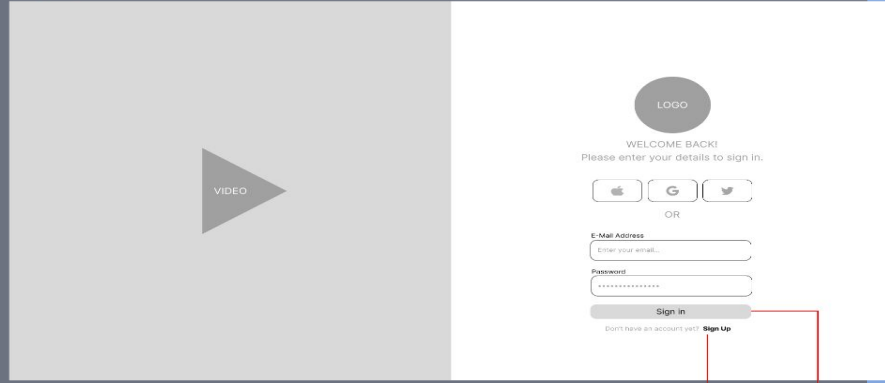 VIDEO
LOGO
WELCOME BACK!
Please enter your details to sign in.
G
OR
E-Mail Address
Enter your email...
Password
***************
Sign in
Don't have an account yet? Sign Up